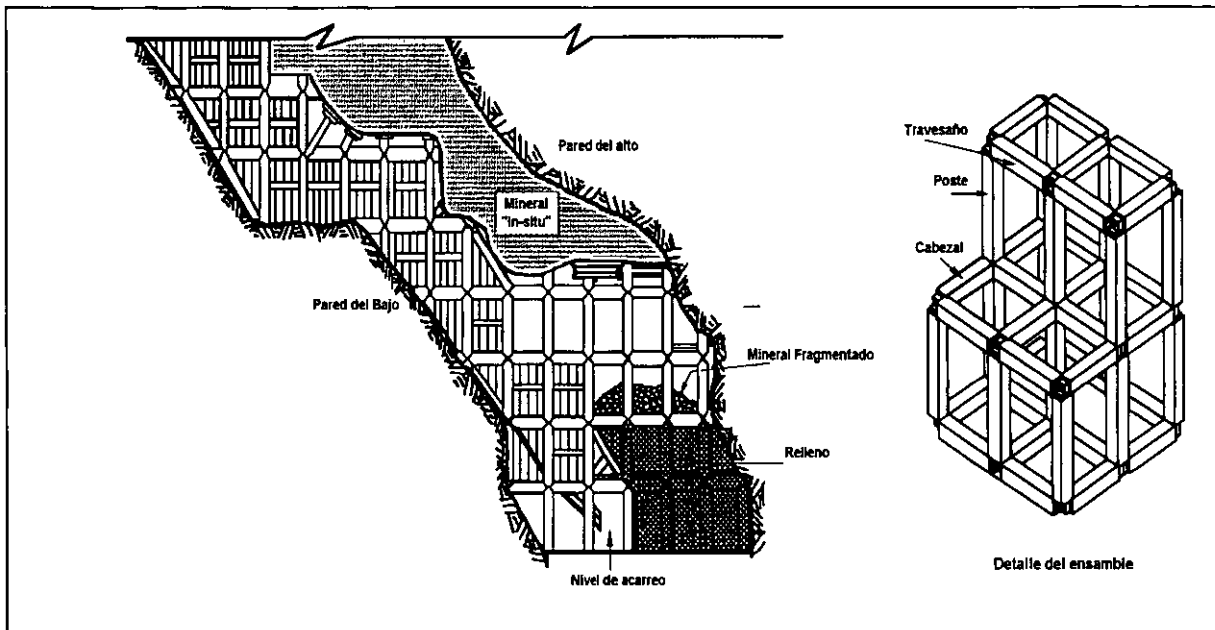 Pared del alto
Mineral
"in-situ"
Pared del Bajo
Mineral Fragmentado
Relleno
Nivel de acarreo
Travesaño
Poste
Cabezal
Detalle del ensamble